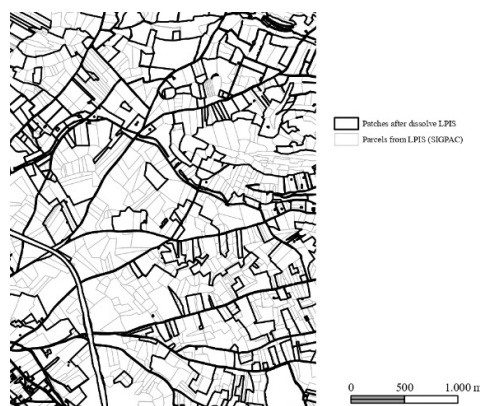 Patches after dissolve LPIS
Parcels from LPIS (SIGPAC)
0 500 1.000 m